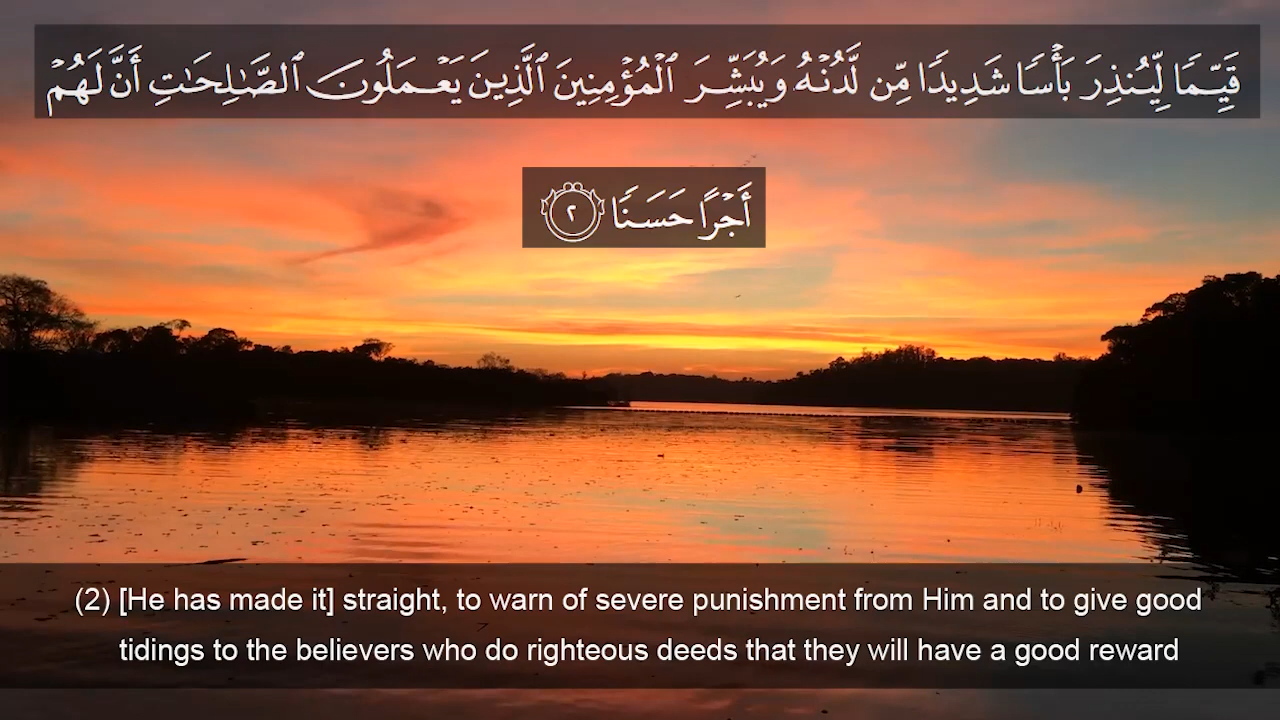 قَيِّمًا لِّيُنذِرَ بَأْسًا شَدِيدًا مِّن لَّدُنْهُ وَيُبَشِّرَ ٱلْمُؤْمِنِينَ ٱلَّذِينَ يَعْمَلُونَ ٱلصَّـٰلِحَـٰتِ أَنَّ لَهُمْ
أَجْرًا حَسَنًا ٢
(2) [He has made it] straight, to warn of severe punishment from Him and to give good
tidings to the believers who do righteous deeds that they will have a good reward